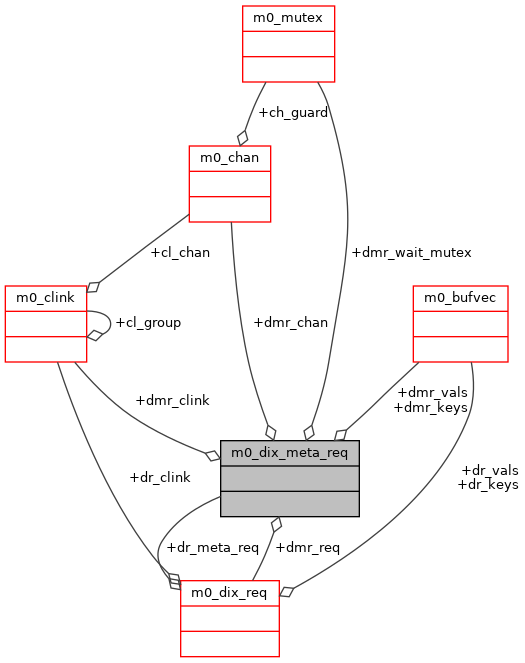 m0_mutex
+ch_guard
m0_chan
+cl_chan
+dmr_wait_mutex
m0_clink
m0_bufvec
+cl_group
+dmr_chan
+dmr_clink
+dmr_vals
+dmr_keys
m0_dix_meta_req
+dr_clink
+dr_vals
+dr_keys
+dr_meta_req
+dmr_req
m0_dix_req